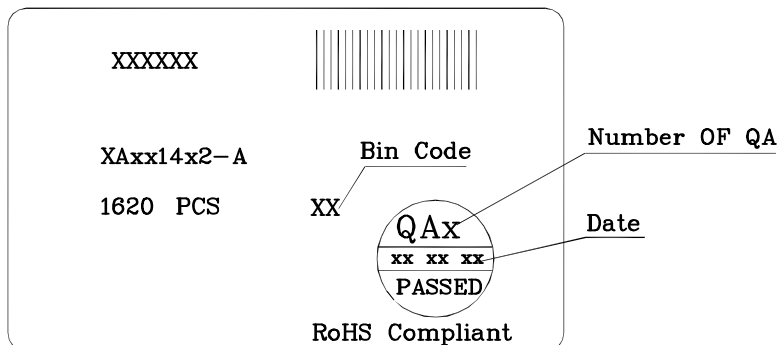 XXXXXX
XAxx14x2-A
Bin Code
Number OF QA
1620 PCS
XX
QAx
Date
xx xx xx
PASSED
RoHS Compliant